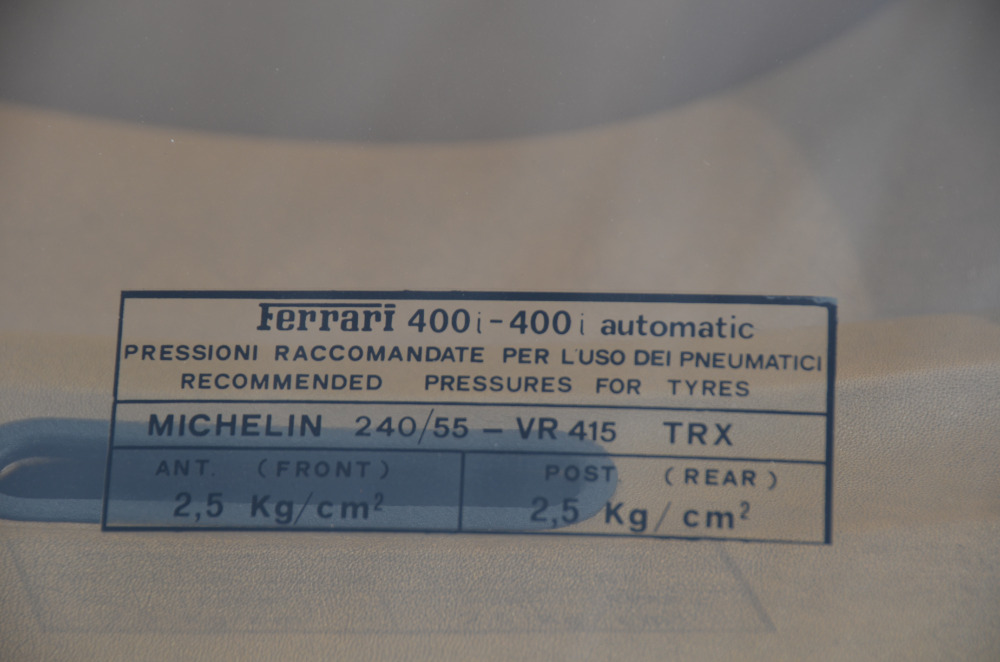 Ferrari 400i-400i automatic
PRESSIONI RACCOMANDATE PER L'USO DEI PNEUMATICI
RECOMMENDED PRESSURES FOR TYRES
MICHELIN 240/55 – VR 415 TRX
ANT. (FRONT) POST (REAR)
2,5 Kg/cm² 2,5 Kg/cm²